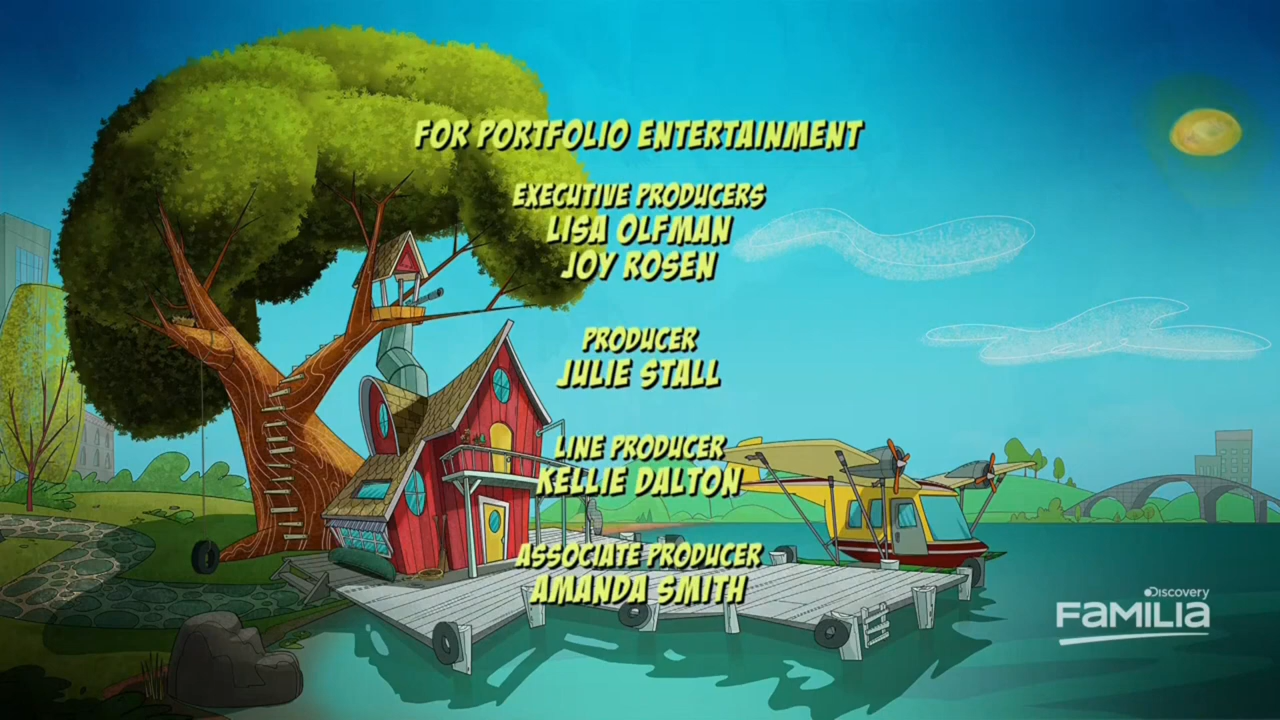 FOR PORTFOLIO ENTERTAINMENT
EXECUTIVE PRODUCERS
LISA OLFMAN
JOY ROSEN
PRODUCER
JULIE STALL
LINE PRODUCER
KELLIE DALTON
ASSOCIATE PRODUCER
AMANDA SMITH
Discovery
FAMILIA